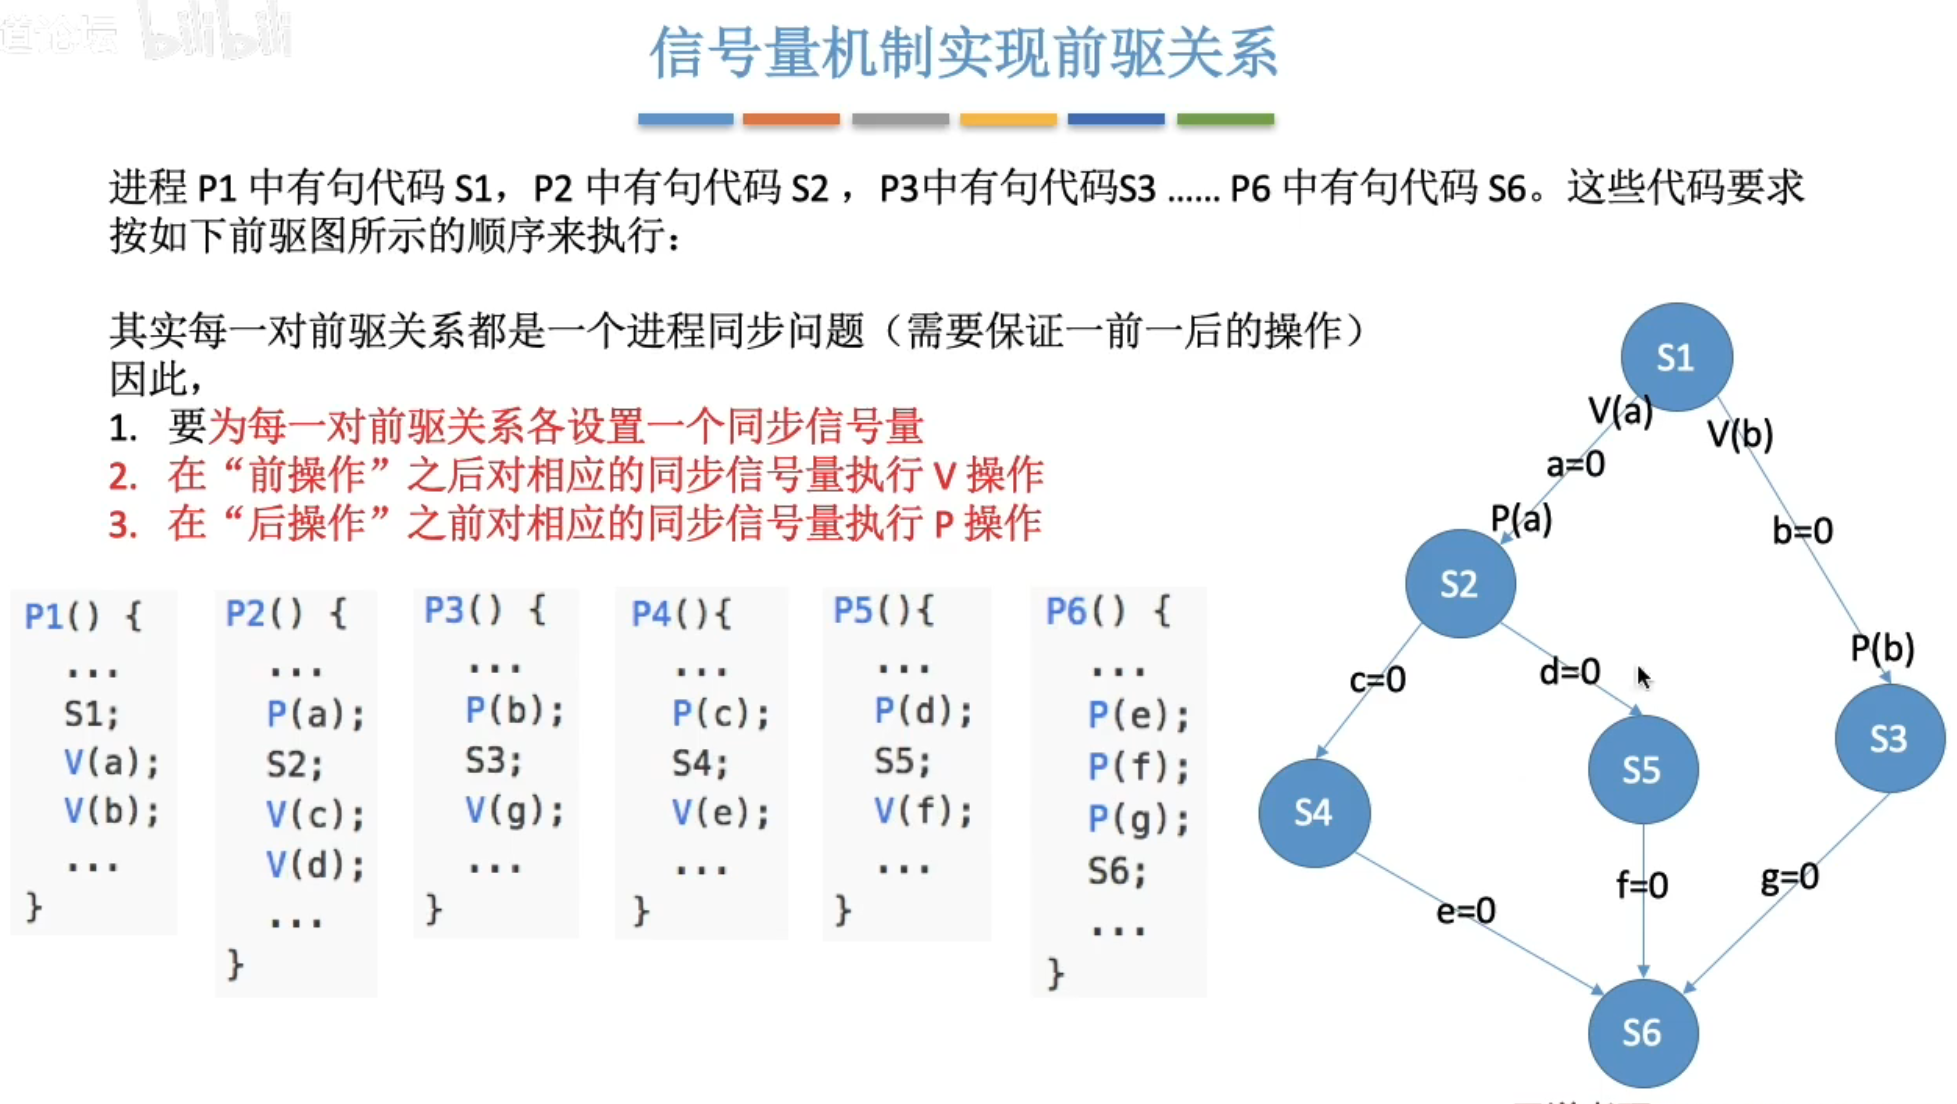 道论坛 bilibili
信号量机制实现前驱关系
进程 P1 中有句代码 S1，P2 中有句代码 S2 ，P3中有句代码S3 ...... P6 中有句代码 S6。这些代码要求
按如下前驱图所示的顺序来执行：
其实每一对前驱关系都是一个进程同步问题（需要保证一前一后的操作）
因此，
1. 要为每一对前驱关系各设置一个同步信号量
2. 在“前操作”之后对相应的同步信号量执行 V 操作
3. 在“后操作”之前对相应的同步信号量执行 P 操作
P1() {
...
S1;
V(a);
V(b);
...
}
P2() {
...
P(a);
S2;
V(c);
V(d);
...
}
P3() {
...
P(b);
S3;
V(g);
...
}
P4(){
...
P(c);
S4;
V(e);
...
}
P5(){
...
P(d);
S5;
V(f);
...
}
P6() {
...
P(e);
P(f);
P(g);
S6;
...
}
S1
V(a)
V(b)
a=0
P(a)
b=0
S2
P(b)
c=0
d=0
S3
S5
S4
g=0
f=0
e=0
S6